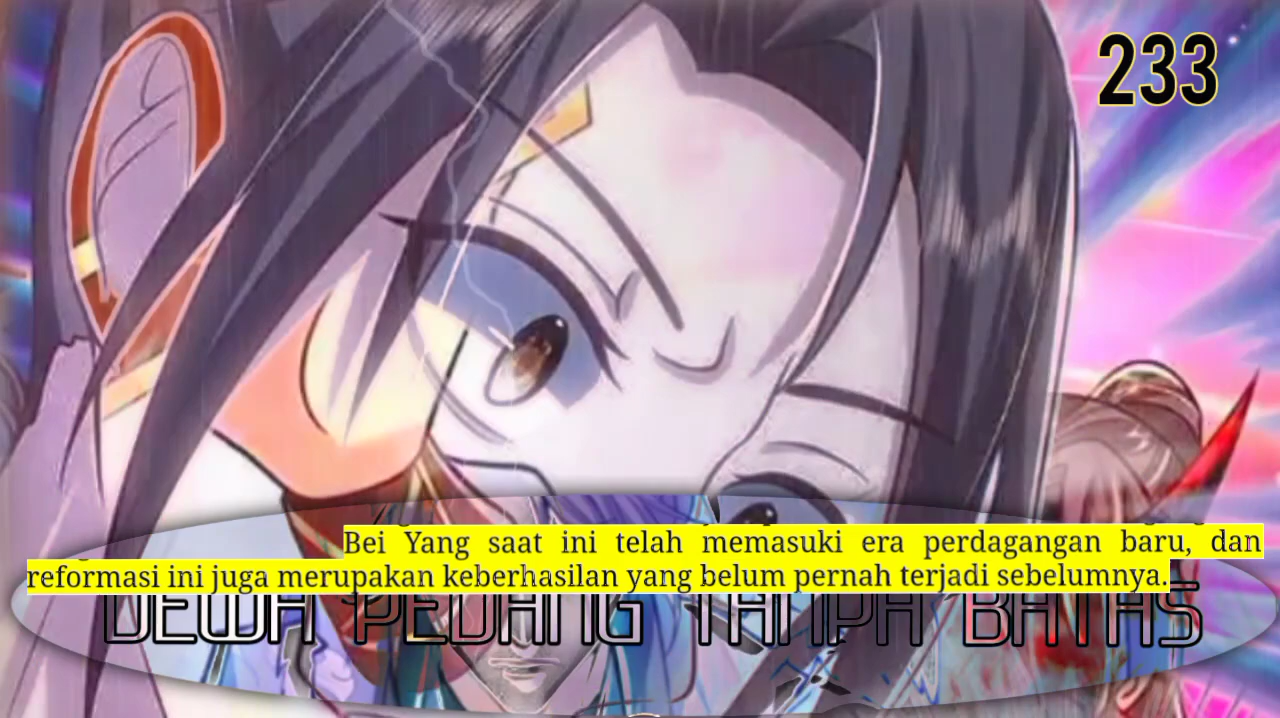 233
Bei Yang saat ini telah memasuki era perdagangan baru, dan
reformasi ini juga merupakan keberhasilan yang belum pernah terjadi sebelumnya.
DEWA PEDANG TANPA BATAS